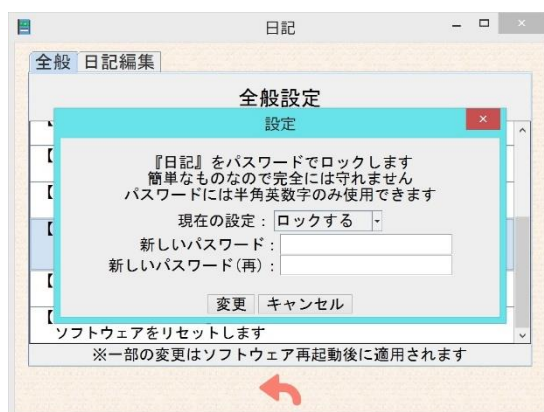 日記
全般 日記編集
全般設定
設定
『日記』をパスワードでロックします
簡単なものなので完全には守れません
パスワードには半角英数字のみ使用できます
現在の設定：ロックする
新しいパスワード：
新しいパスワード(再)：
変更 キャンセル
ソフトウェアをリセットします
※一部の変更はソフトウェア再起動後に適用されます